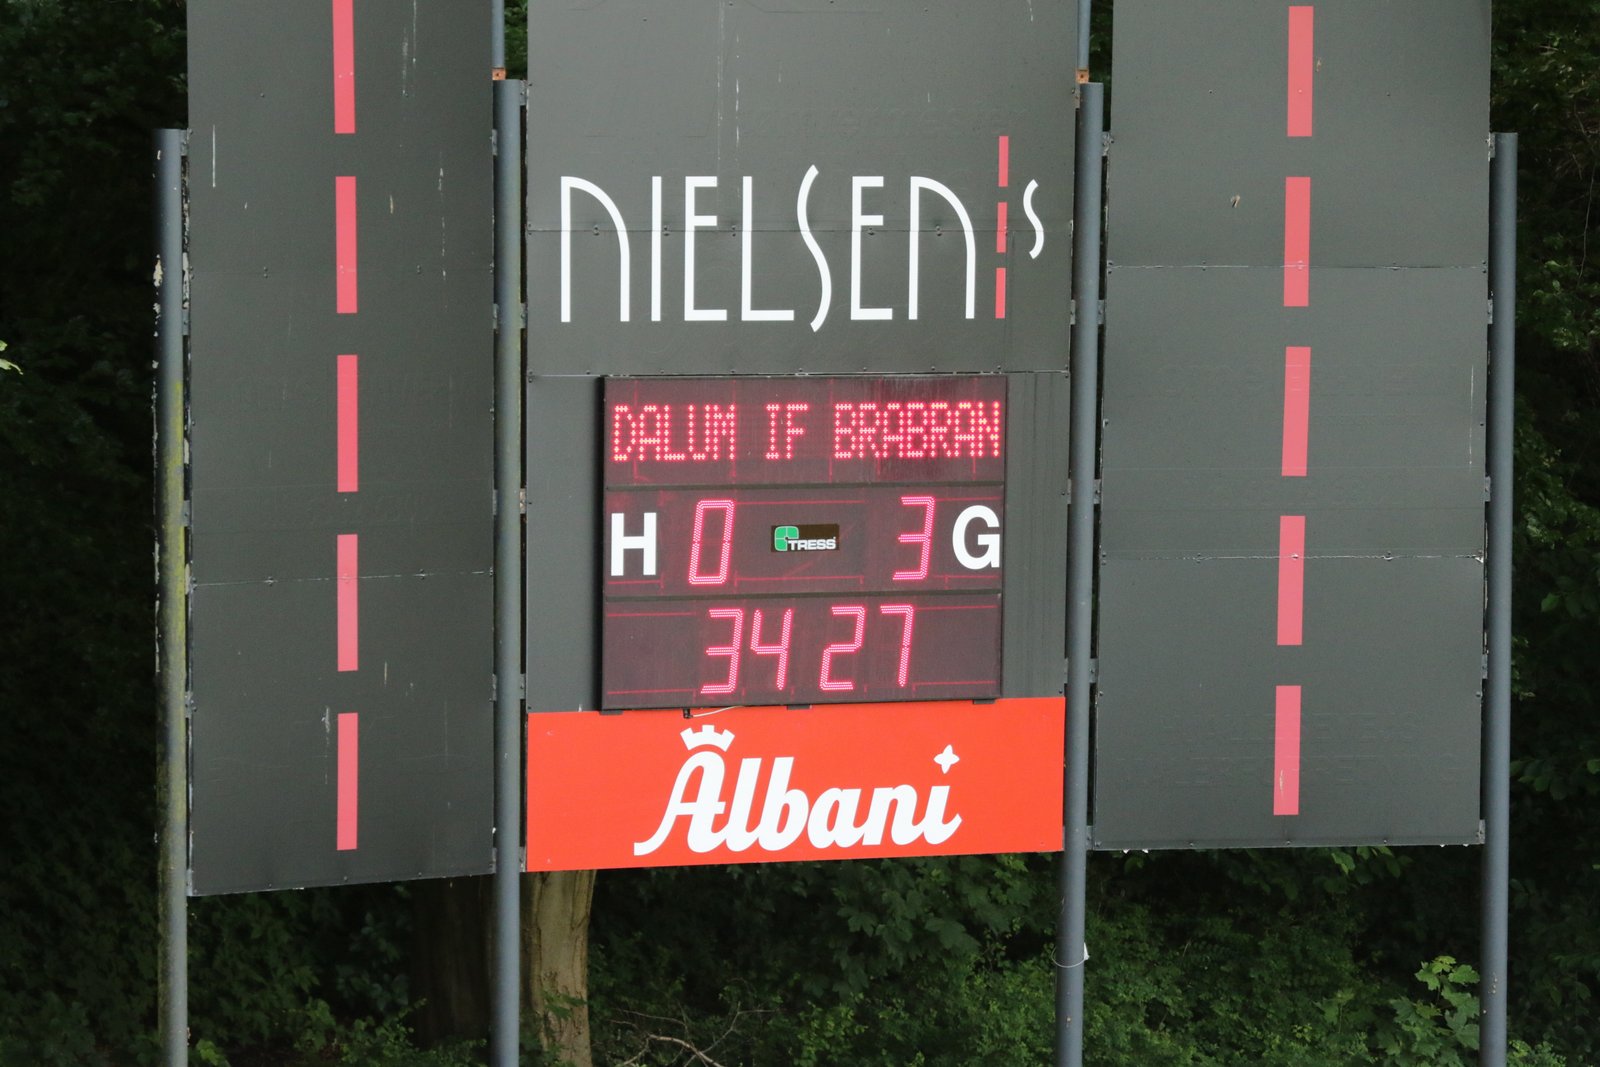 NIELSEN's
DALUM IF BRABRAN
H 0 TRESS 3 G
34 27
Albani